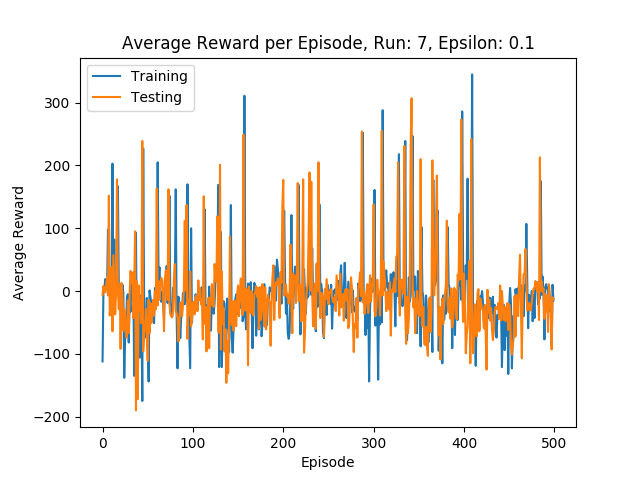 Average Reward per Episode, Run: 7, Epsilon: 0.1
Training
Testing
Average Reward
300
200
100
0
−100
−200
0
100
200
300
400
500
Episode